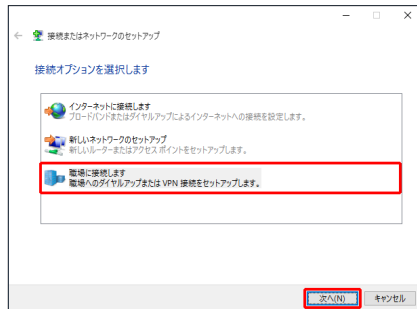 接続またはネットワークのセットアップ
接続オプションを選択します
インターネットに接続します
ブロードバンドまたはダイヤルアップによるインターネットへの接続を設定します。
新しいネットワークのセットアップ
新しいルーターまたはアクセス ポイントをセットアップします。
職場に接続します
職場へのダイヤルアップまたは VPN 接続をセットアップします。
次へ(N)
キャンセル